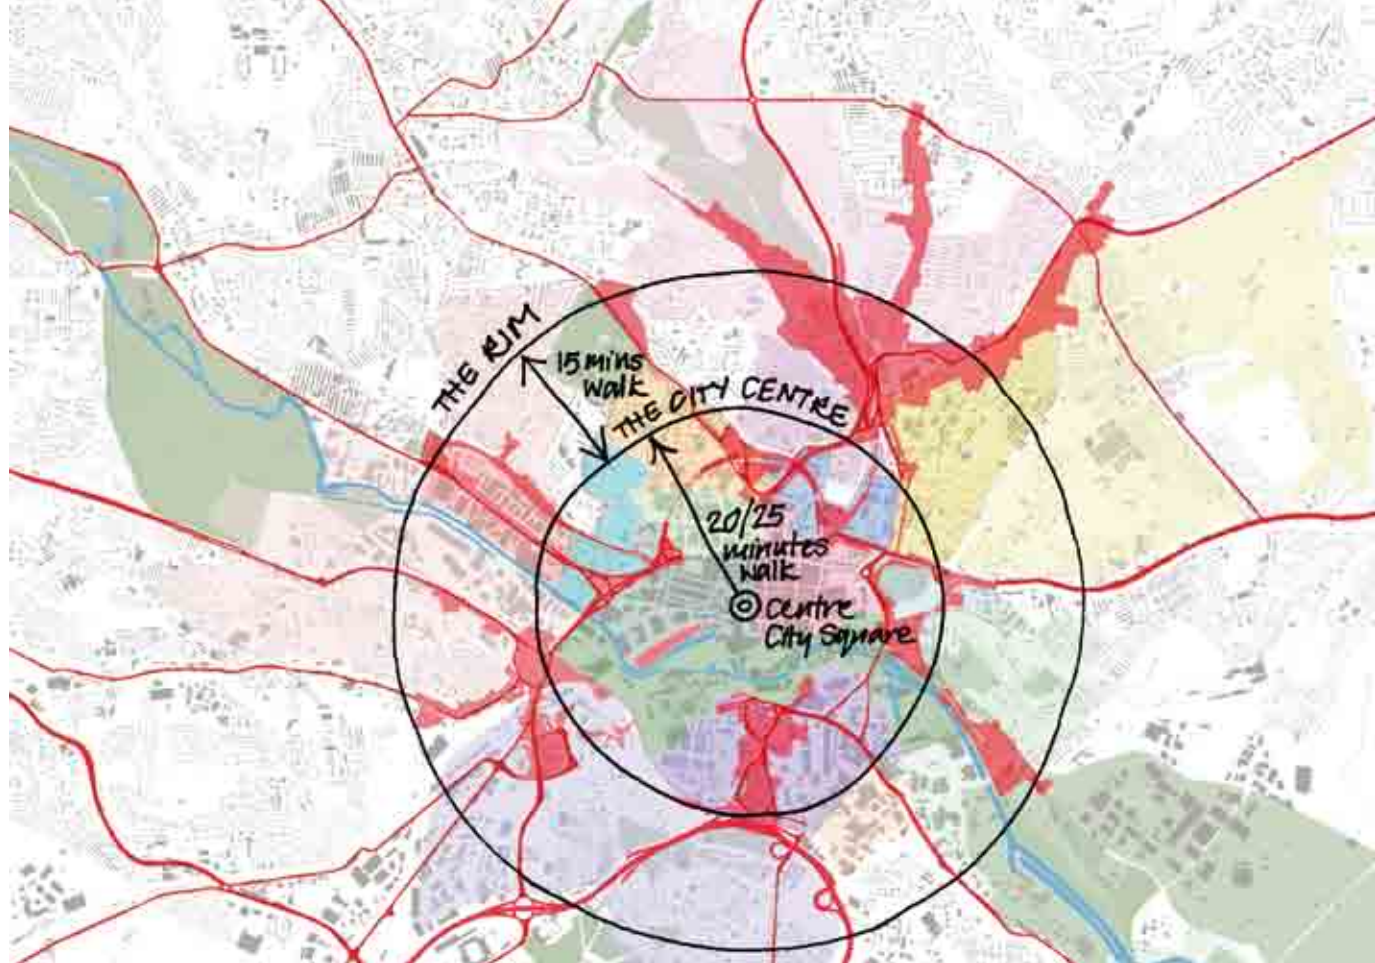 THE RIM
15 mins
walk
THE CITY CENTRE
20/25
minutes
walk
Centre
City Square